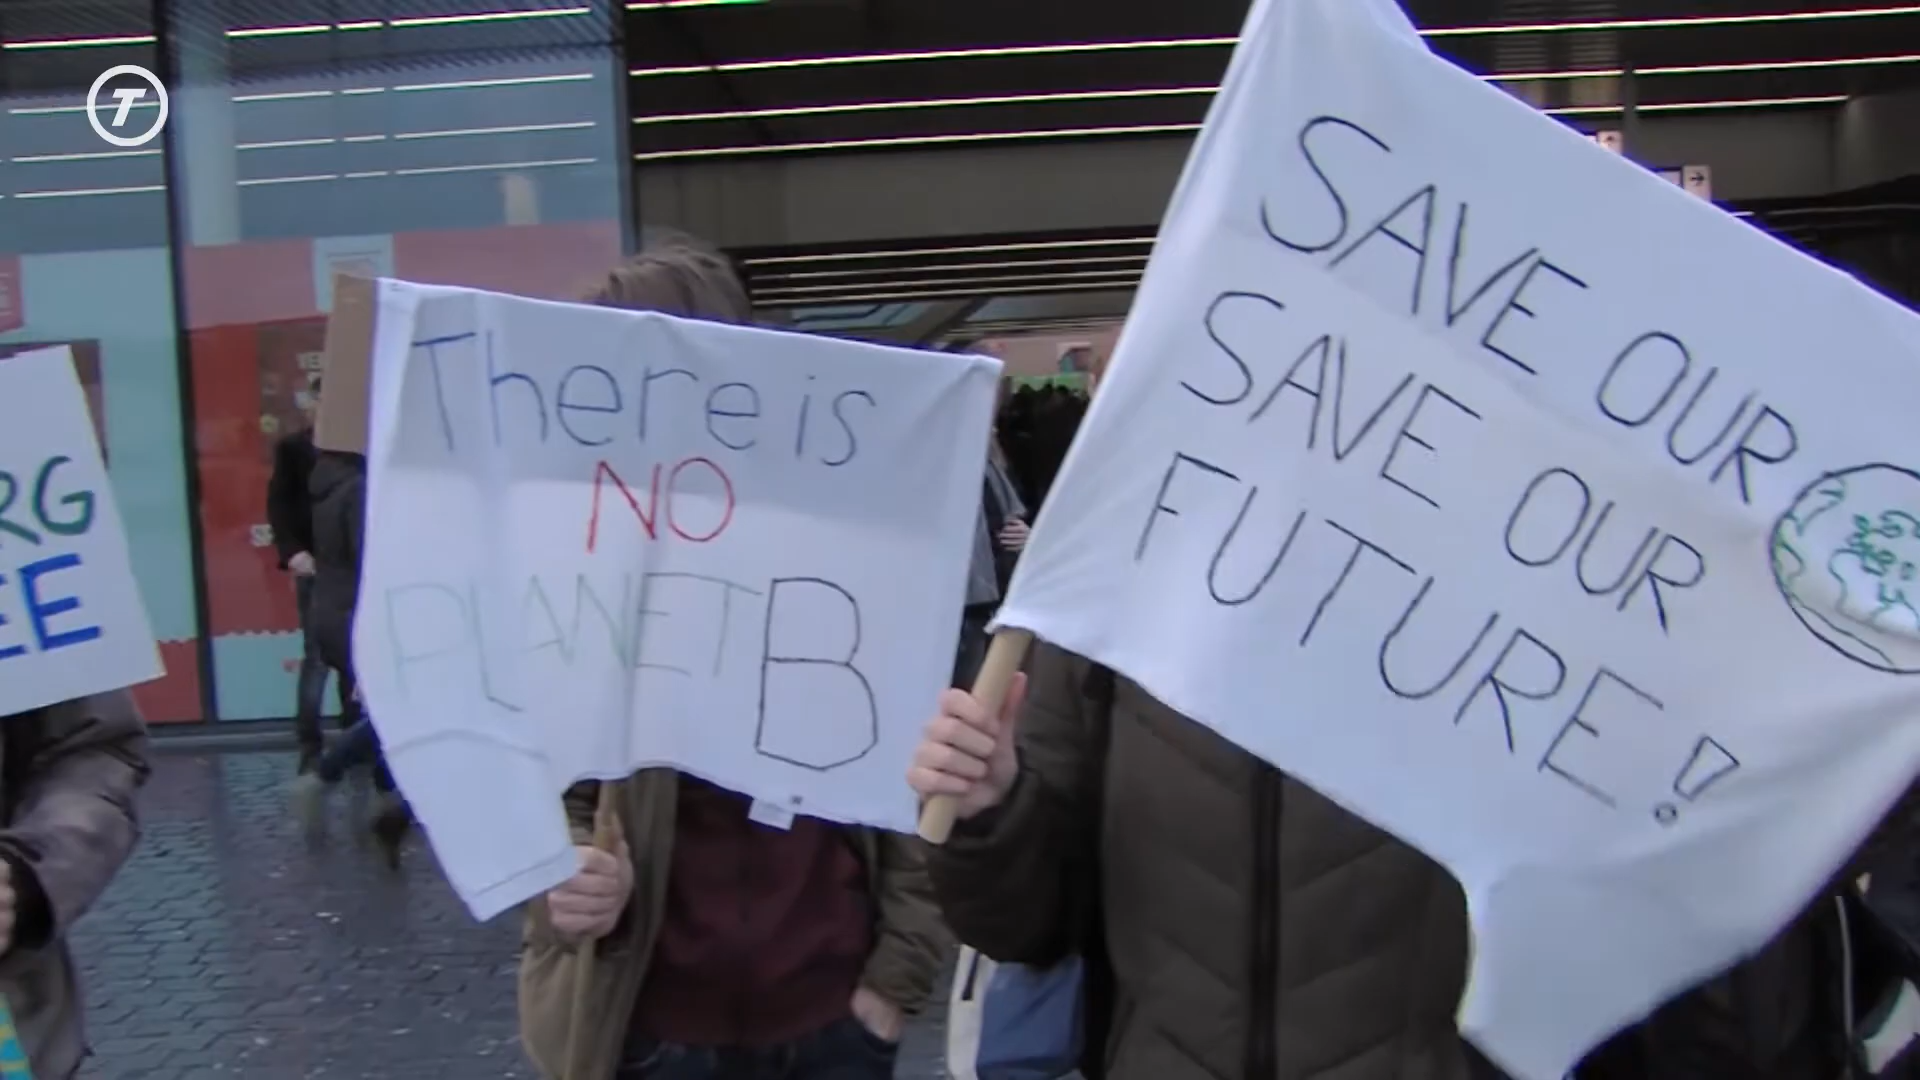 T
There is
NO
PLANET B
SAVE OUR
SAVE OUR
FUTURE!
RG
EE